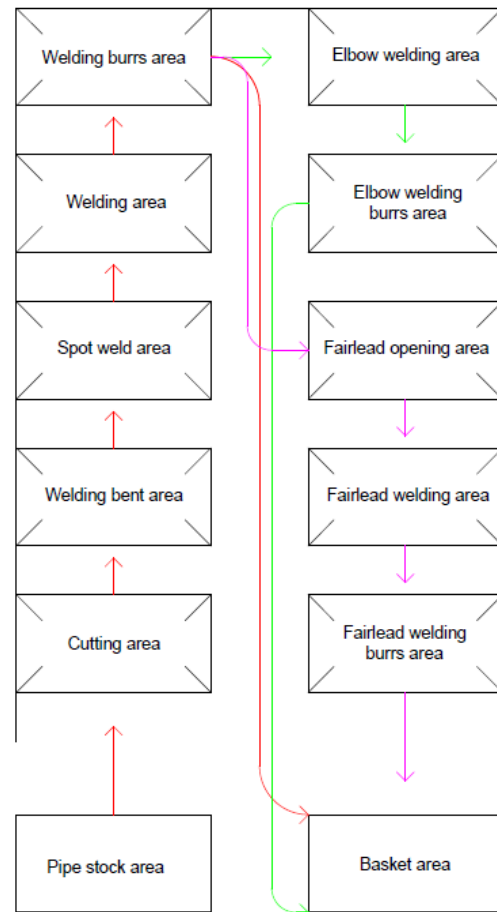 Welding burrs area
Elbow welding area
Welding area
Elbow welding
burrs area
Spot weld area
Fairlead opening area
Welding bent area
Fairlead welding area
Cutting area
Fairlead welding
burrs area
Pipe stock area
Basket area